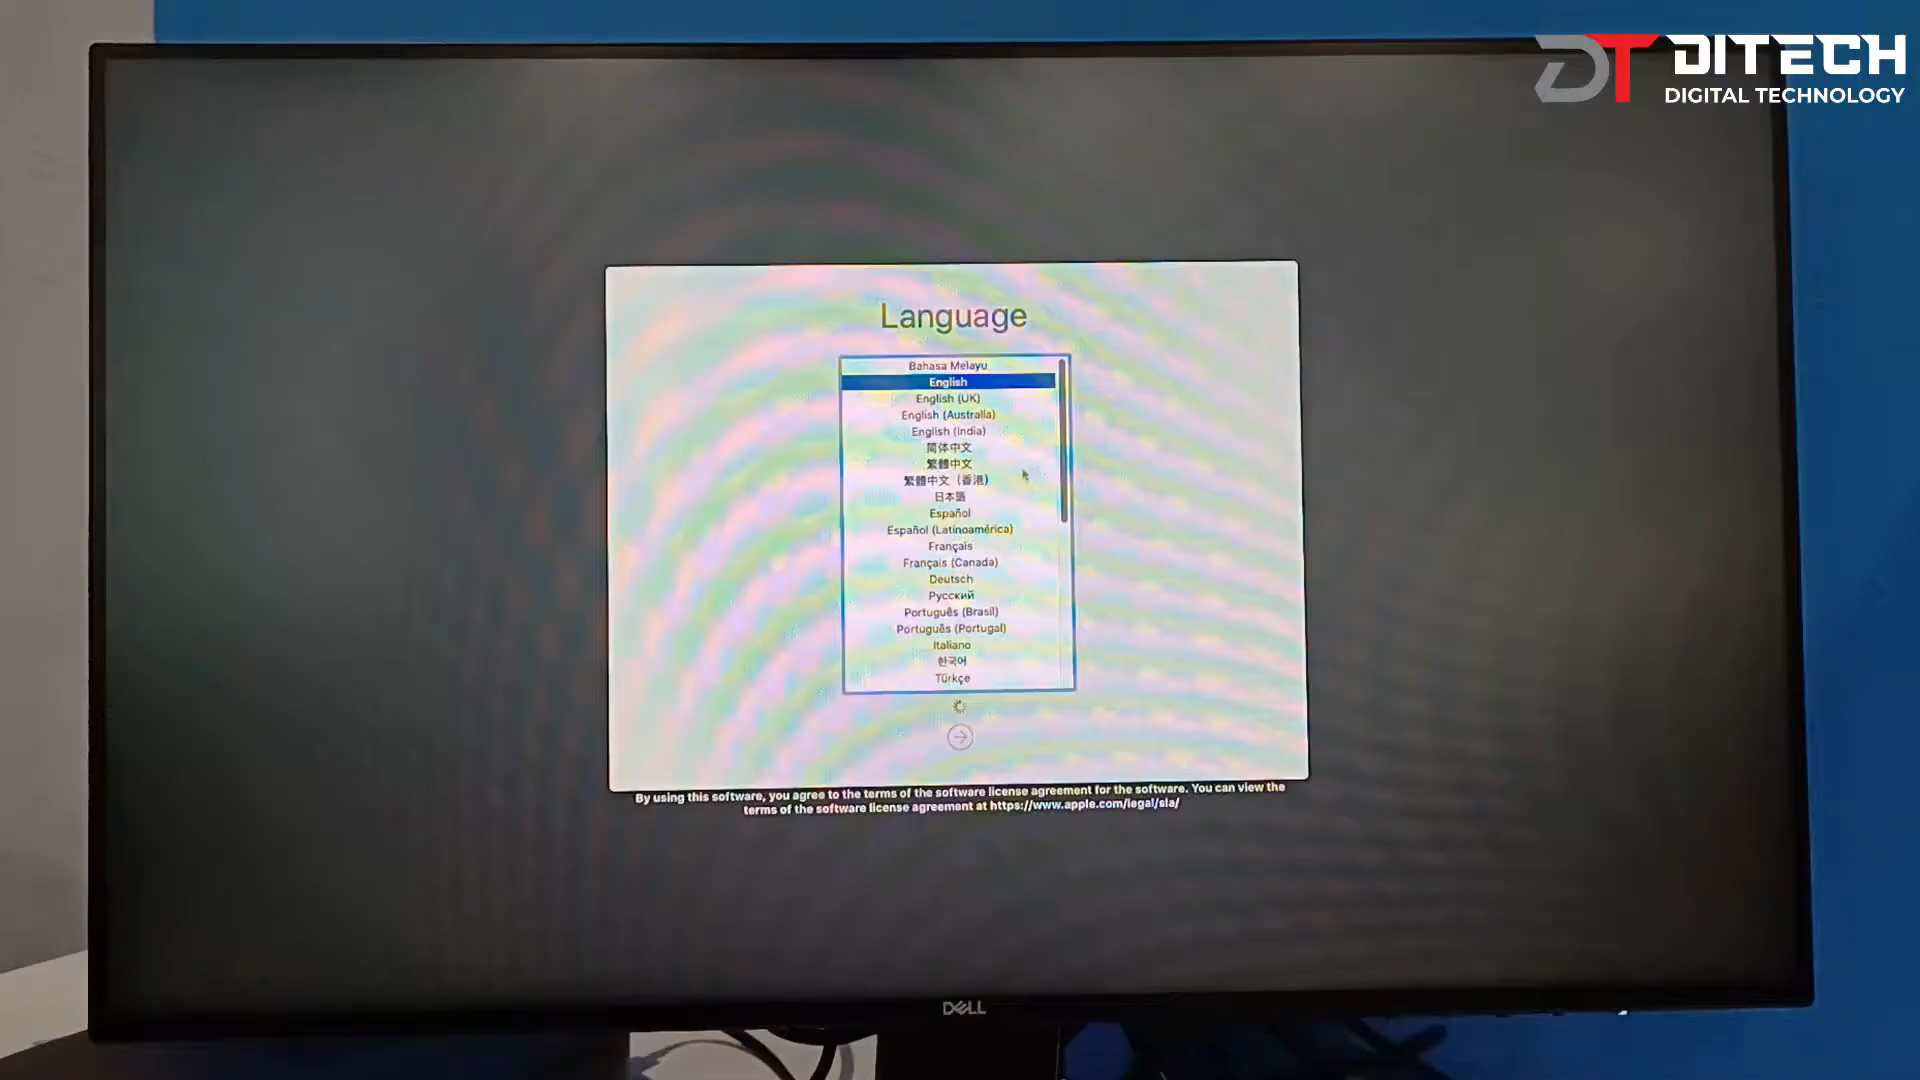 DT DITECH
DIGITAL TECHNOLOGY
Language
Bahasa Melayu
English
English (UK)
English (Australia)
English (India)
简体中文
繁體中文
繁體中文（香港）
日本語
Español
Español (Latinoamérica)
Français
Français (Canada)
Deutsch
Русский
Português (Brasil)
Português (Portugal)
Italiano
한국어
Türkçe
By using this software, you agree to the terms of the software license agreement for the software. You can view the
terms of the software license agreement at https://www.apple.com/legal/sla/
DELL